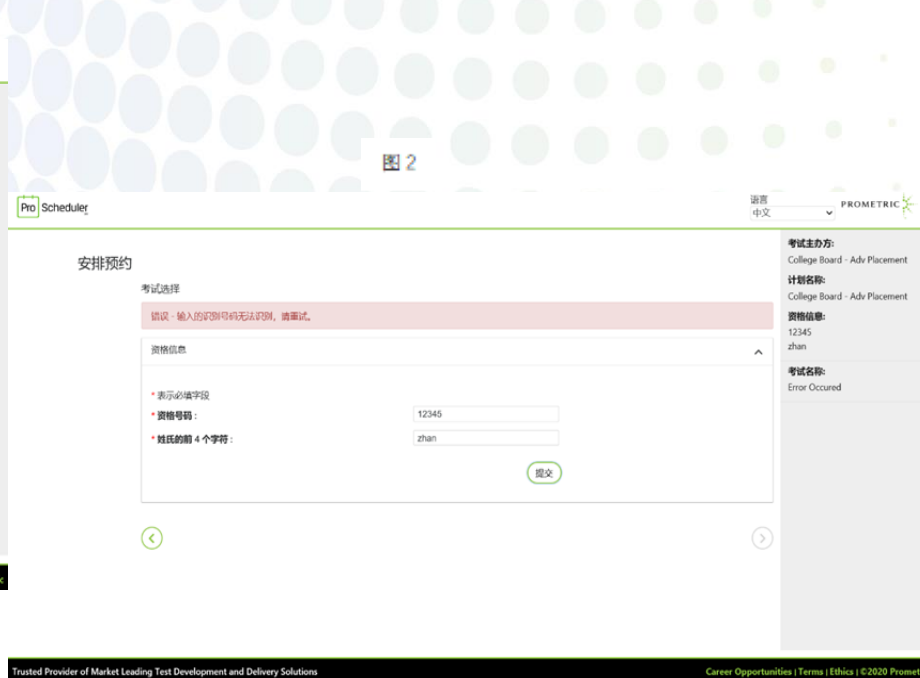 图 2
Pro Scheduler
语言
中文
PROMETRIC
安排预约
考试选择
错误 - 输入的识别号码无法识别，请重试。
资格信息
* 表示必填字段
* 资格号码 :
12345
* 姓氏的前 4 个字符 :
zhan
提交
考试主办方:
College Board - Adv Placement
计划名称:
College Board - Adv Placement
资格信息:
12345
zhan
考试名称:
Error Occured
Trusted Provider of Market Leading Test Development and Delivery Solutions
Career Opportunities | Terms | Ethics | ©2020 Promet